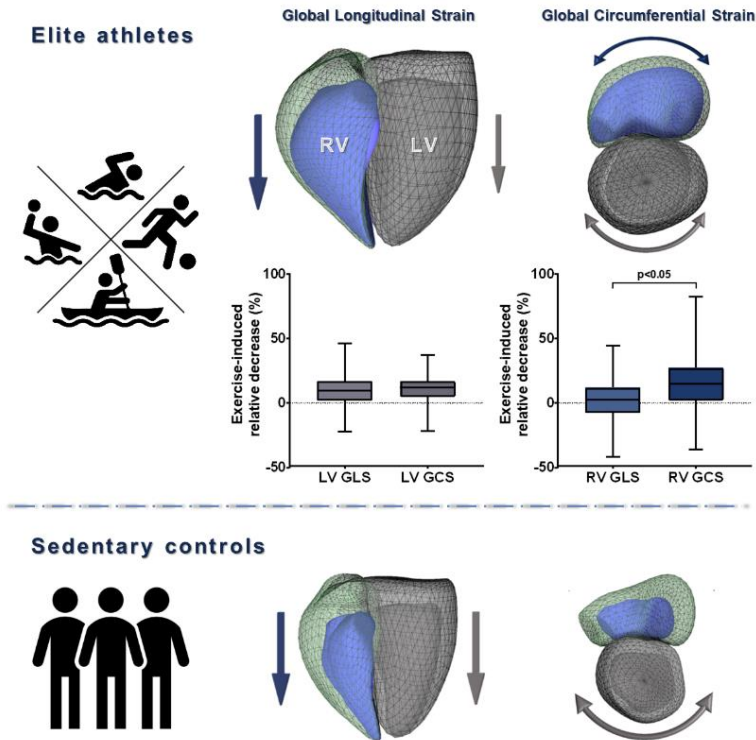 Elite athletes
Global Longitudinal Strain
Global Circumferential Strain
RV
LV
Exercise-induced
relative decrease (%)
100
50
0
-50
LV GLS
LV GCS
Exercise-induced
relative decrease (%)
100
50
0
-50
p<0.05
RV GLS
RV GCS
Sedentary controls